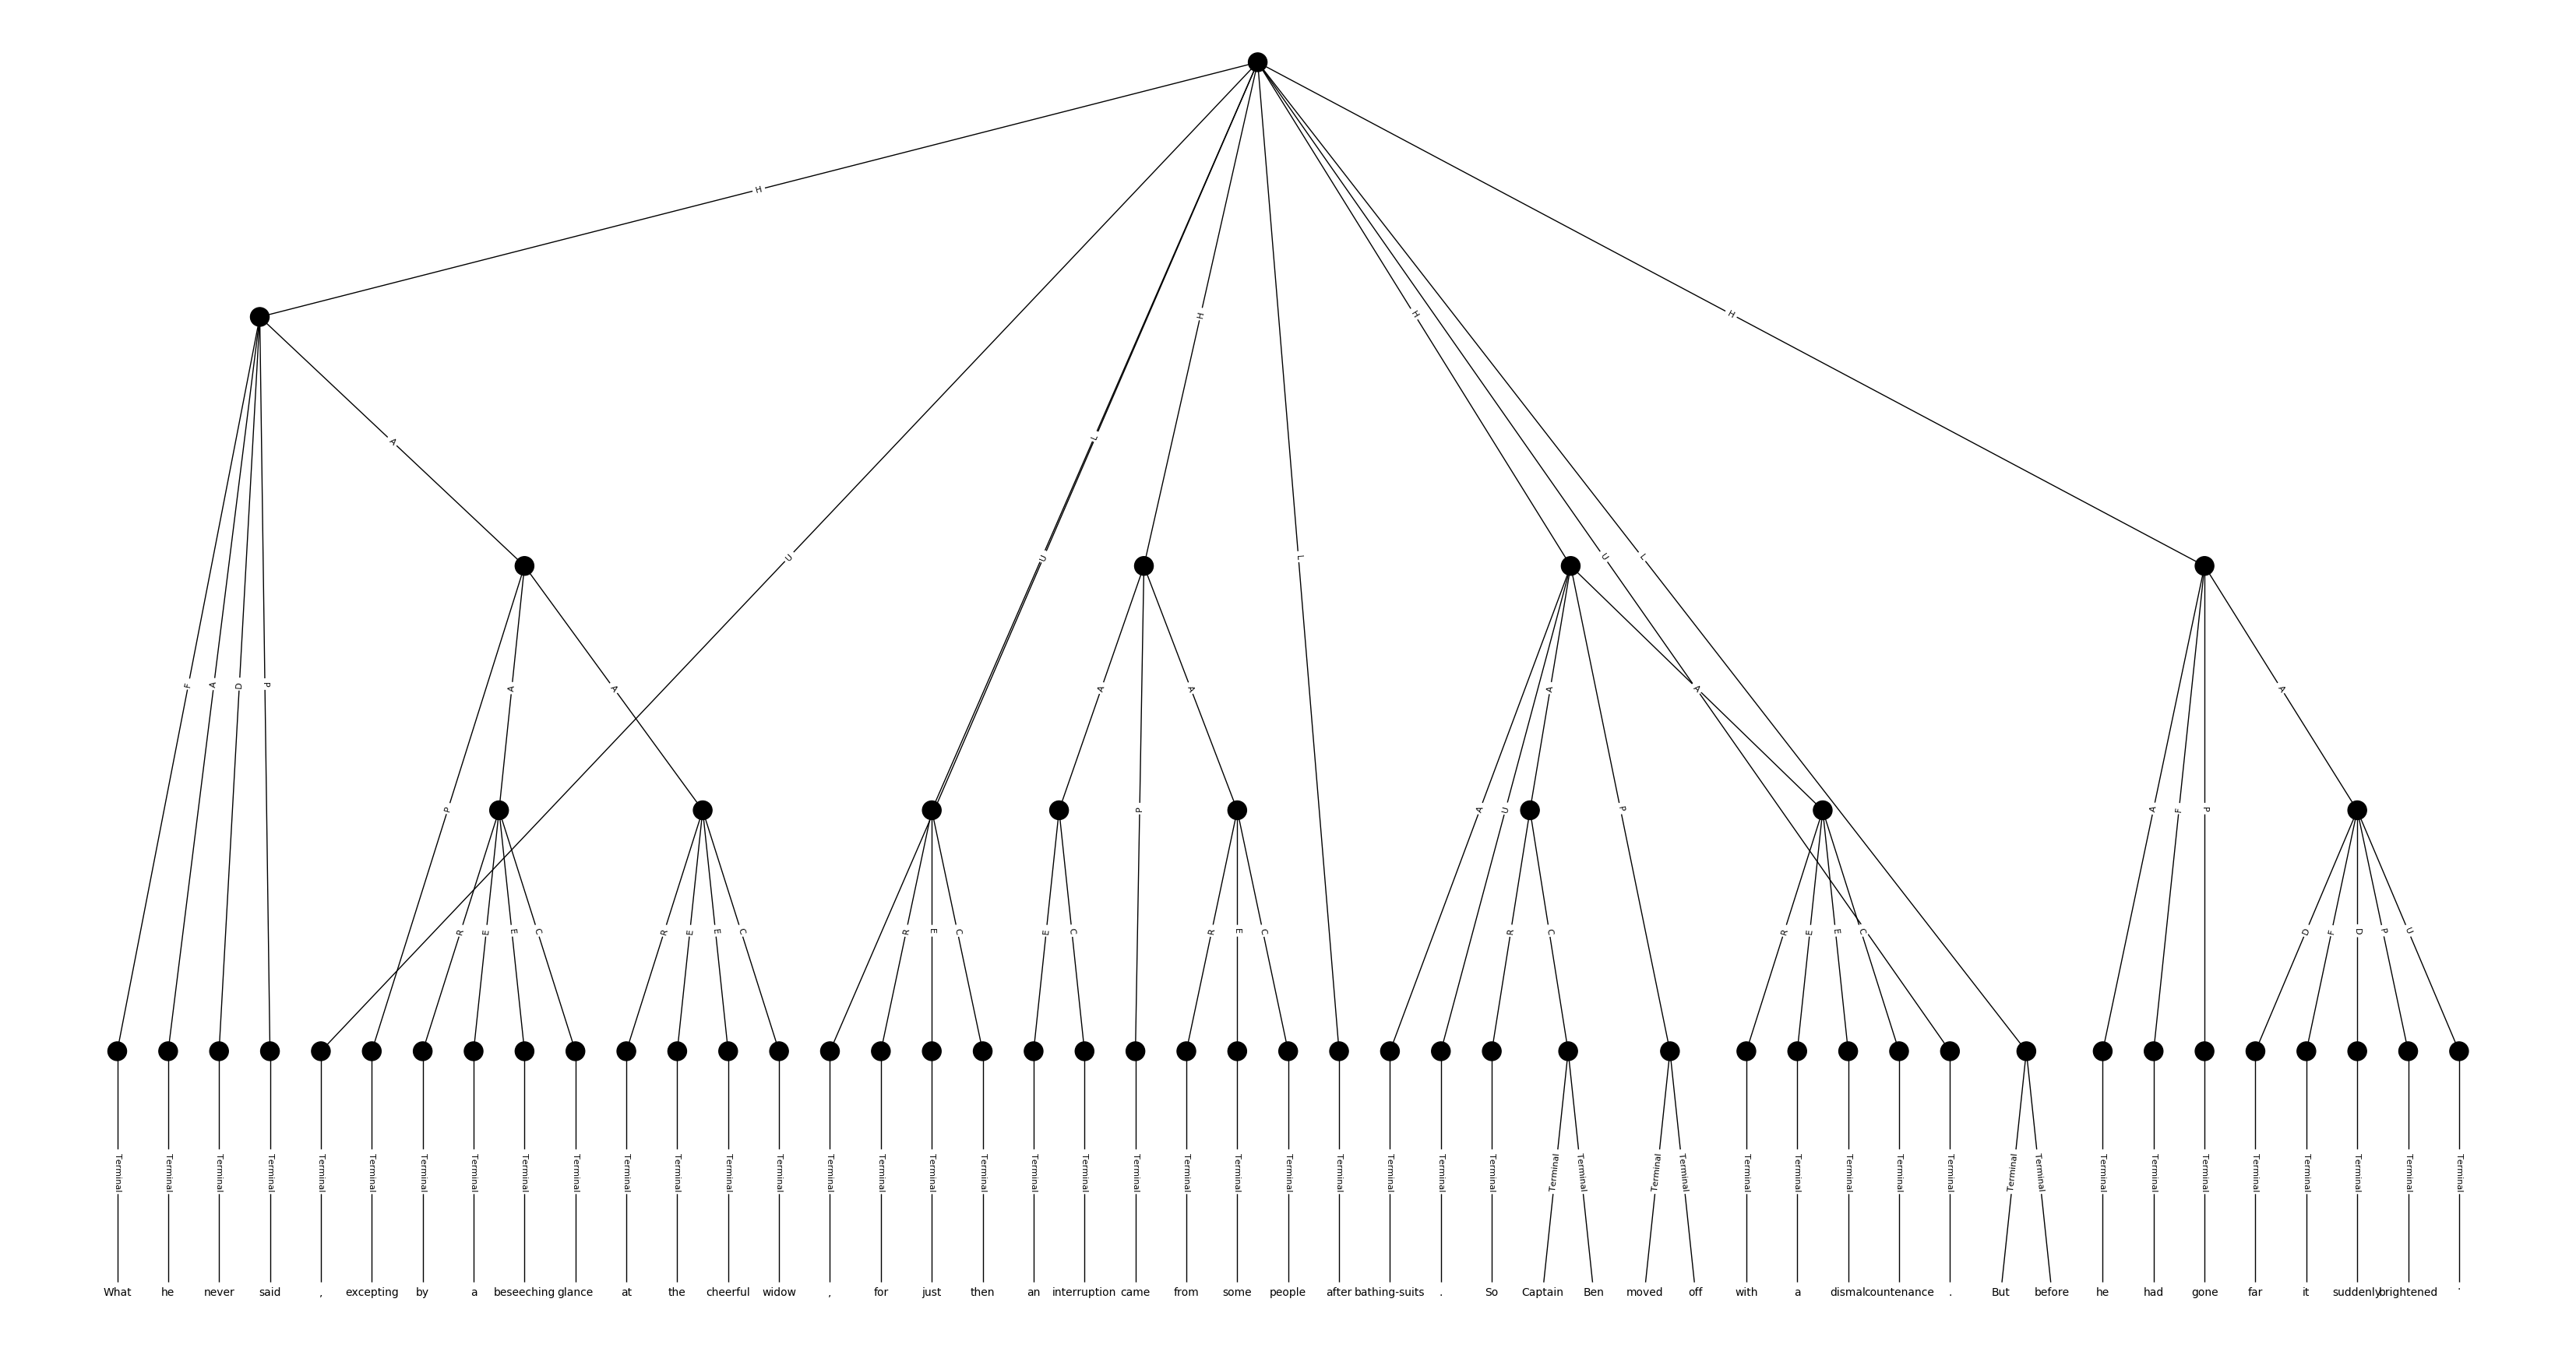 H
H
H
H
A
L
U
U
L
U
L
H
F
A
D
P
A
A
A
A
A
A
A
P
P
A
U
P
A
F
P
R
E
E
C
R
E
E
C
R
E
C
E
C
R
E
C
R
C
R
E
E
C
D
F
D
P
U
Terminal Terminal Terminal Terminal Terminal Terminal Terminal Terminal Terminal Terminal Terminal Terminal Terminal Terminal Terminal Terminal Terminal Terminal Terminal Terminal Terminal Terminal Terminal Terminal Terminal Terminal Terminal Terminal Terminal Terminal Terminal Terminal Terminal Terminal Terminal Terminal Terminal Terminal Terminal Terminal Terminal Terminal Terminal Terminal Terminal Terminal Terminal
What he never said , excepting by a beseeching glance at the cheerful widow , for just then an interruption came from some people after bathing-suits . So Captain Ben moved off with a dismal countenance . But before he had gone far it suddenly brightened .